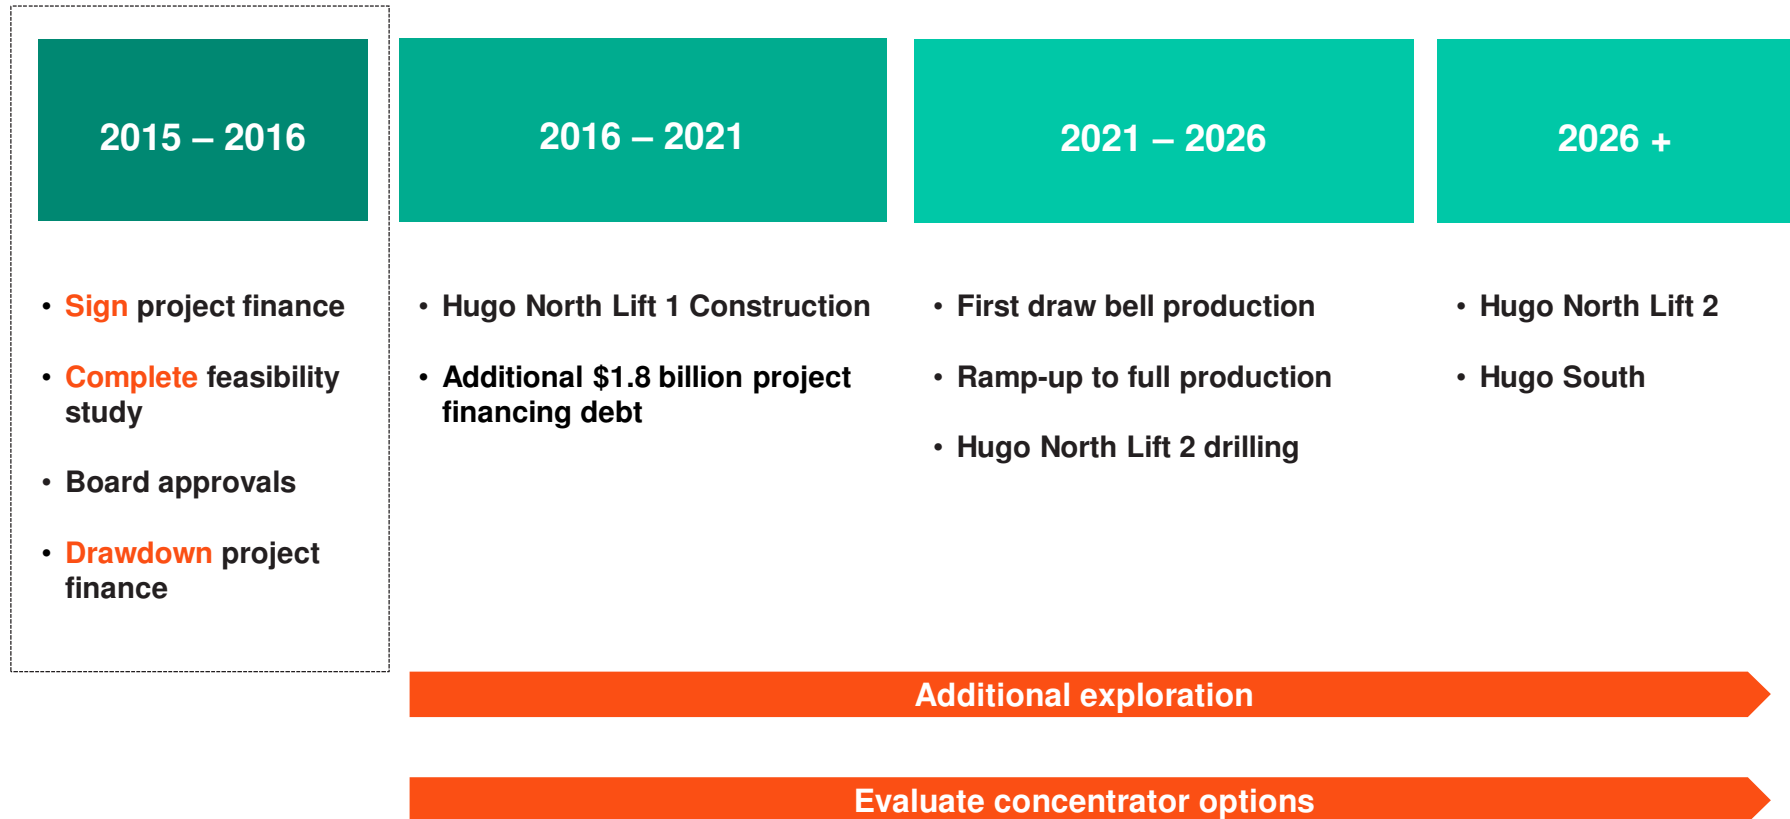 2015 – 2016
• Sign project finance
• Complete feasibility
study
• Board approvals
• Drawdown project
finance
2016 – 2021
• Hugo North Lift 1 Construction
• Additional $1.8 billion project
financing debt
2021 – 2026
• First draw bell production
• Ramp-up to full production
• Hugo North Lift 2 drilling
2026 +
• Hugo North Lift 2
• Hugo South
Additional exploration
Evaluate concentrator options